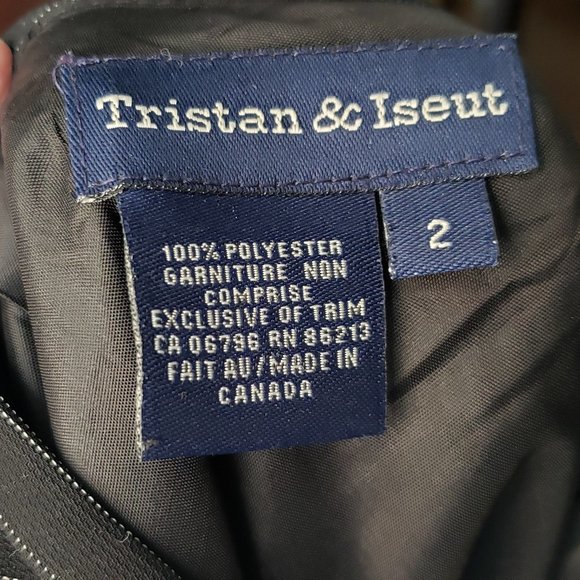 Tristan & Iseut
2
100% POLYESTER
GARNITURE NON
COMPRISE
EXCLUSIVE OF TRIM
CA 06786 RN 86213
FAIT AU/MADE IN
CANADA